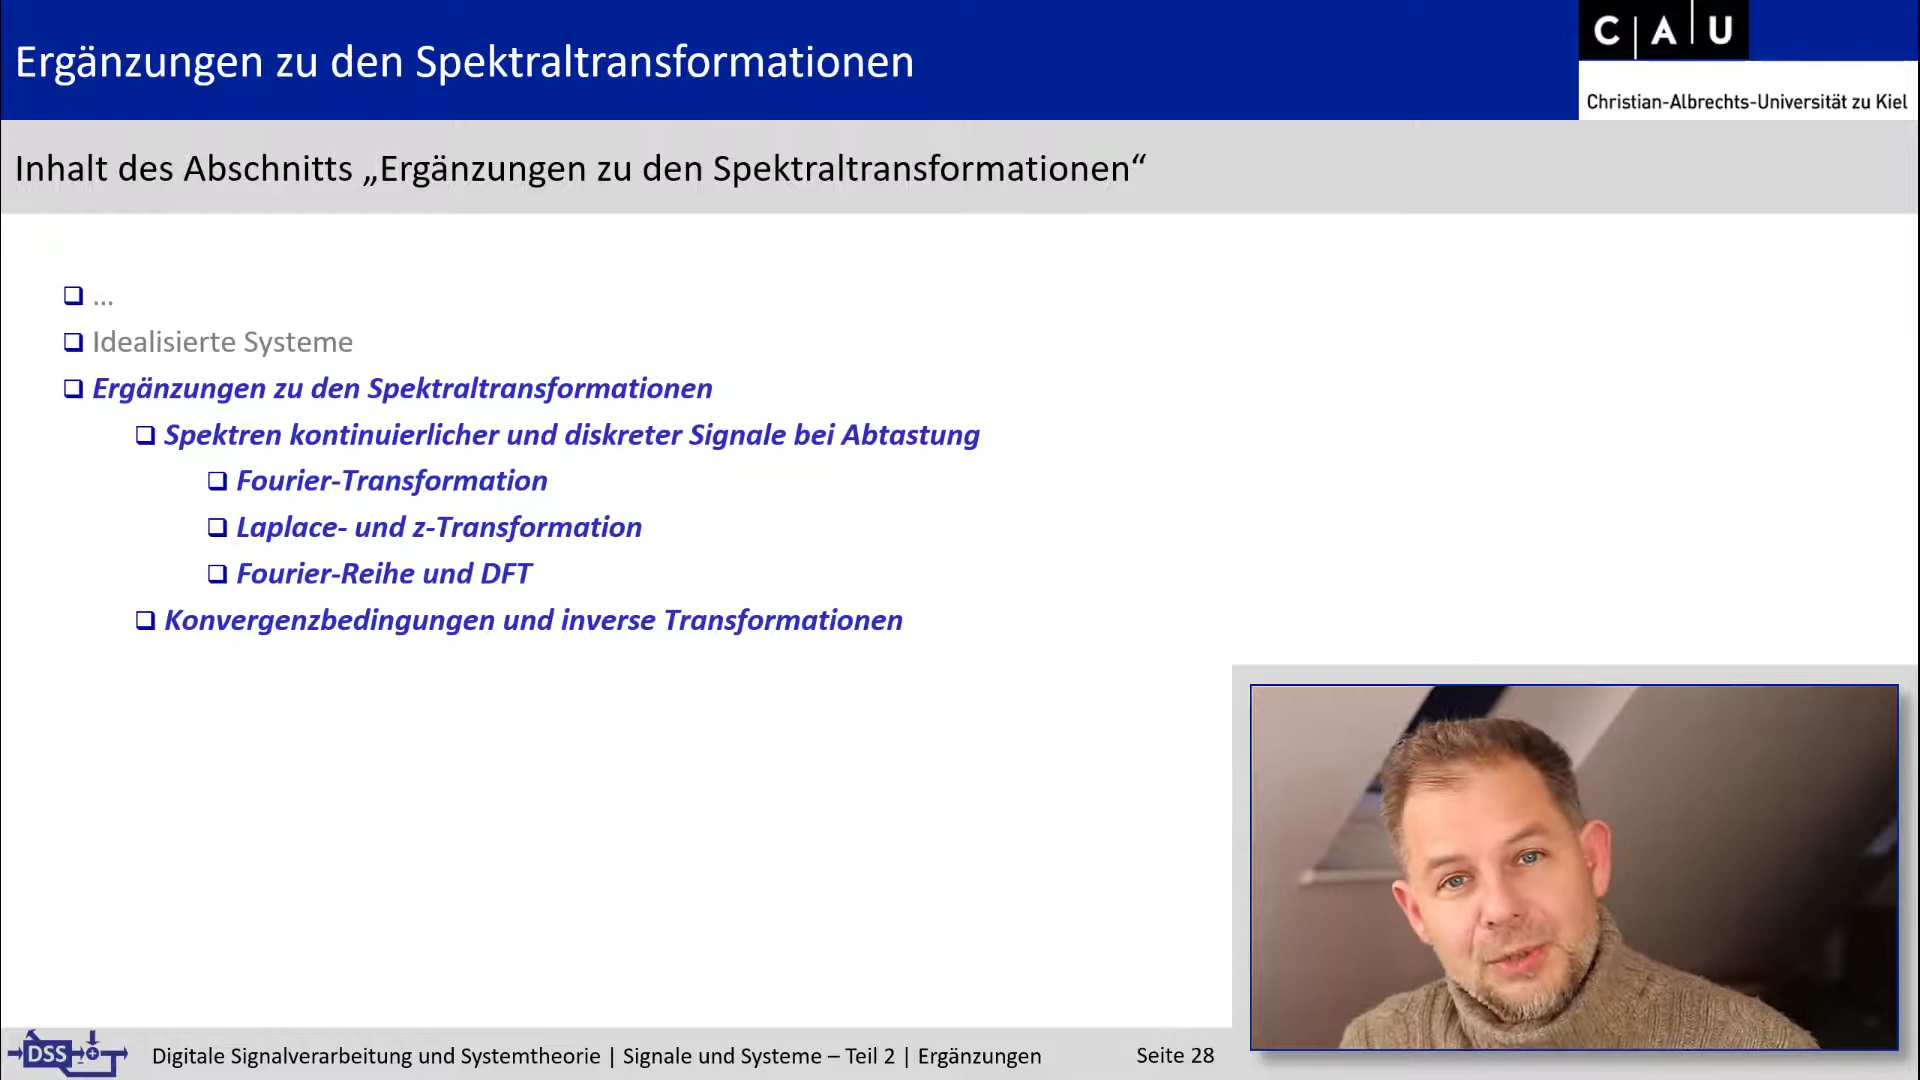 Ergänzungen zu den Spektraltransformationen
C A U
Christian-Albrechts-Universität zu Kiel
Inhalt des Abschnitts „Ergänzungen zu den Spektraltransformationen“
...
Idealisierte Systeme
Ergänzungen zu den Spektraltransformationen
Spektren kontinuierlicher und diskreter Signale bei Abtastung
Fourier-Transformation
Laplace- und z-Transformation
Fourier-Reihe und DFT
Konvergenzbedingungen und inverse Transformationen
DSS
Digitale Signalverarbeitung und Systemtheorie | Signale und Systeme – Teil 2 | Ergänzungen
Seite 28